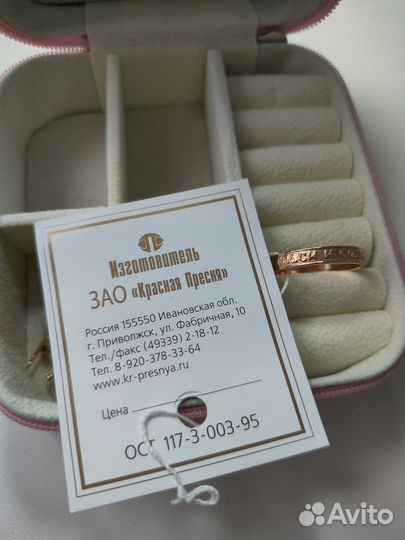 Изготовитель
ЗАО «Красная Пресня»
Россия 155550 Ивановская обл.
г. Приволжск, ул. Фабричная, 10
Тел./факс (49339) 2-18-12
Тел. 8-920-378-33-64
www.kr-presnya.ru
Цена
ОСТ 117-3-003-95
И
Avito